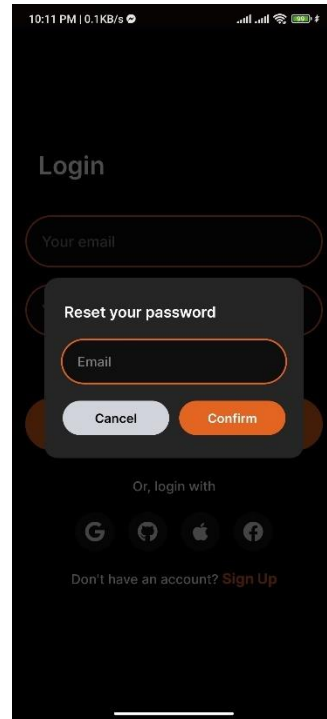 10:11 PM | 0.1KB/s
99
Login
Your email
Reset your password
Email
Cancel
Confirm
Or, login with
Don't have an account? Sign Up